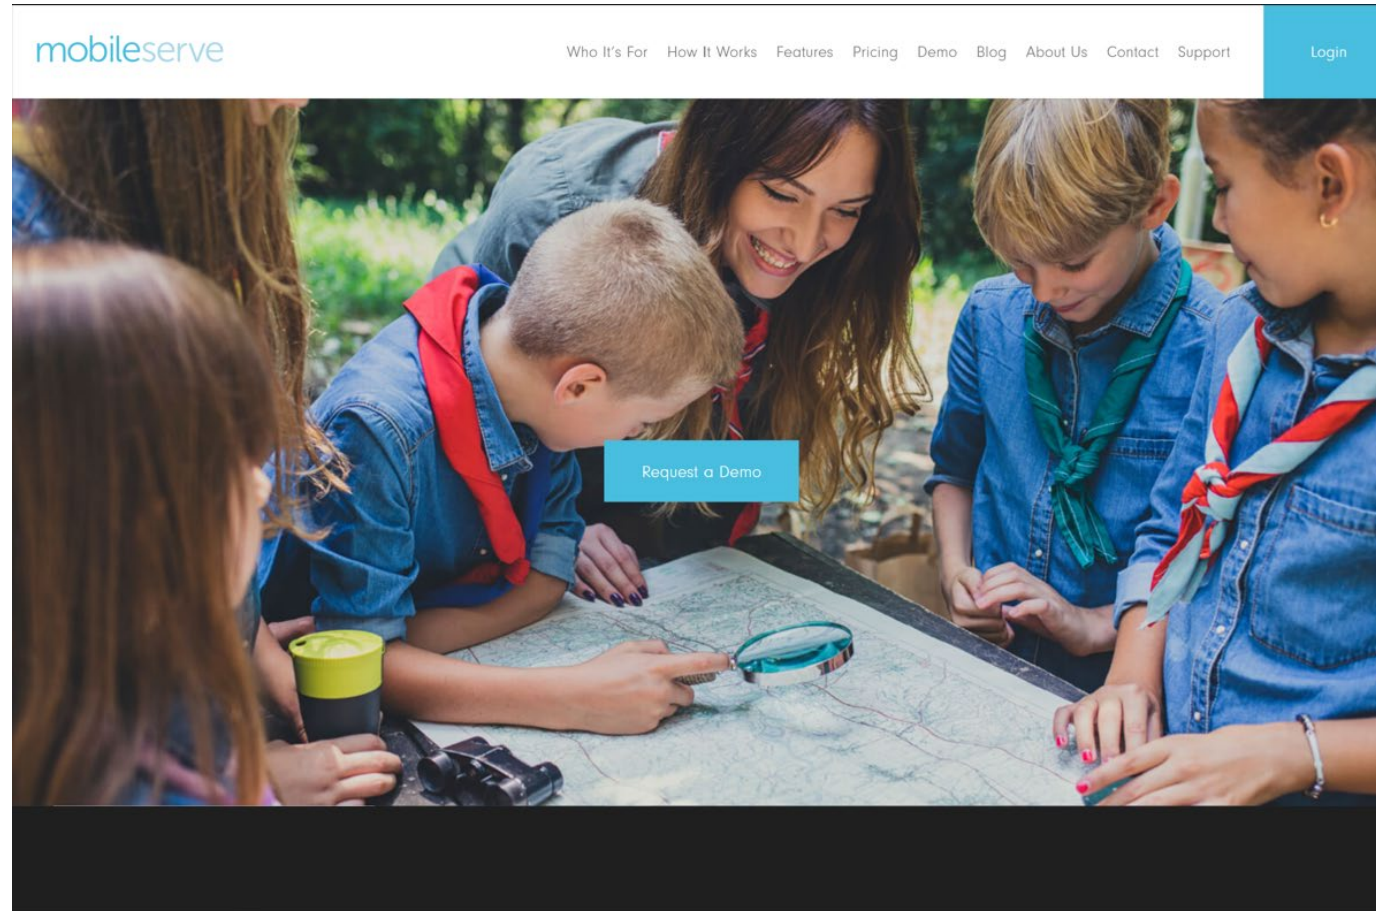 mobileserve
Who It's For How It Works Features Pricing Demo Blog About Us Contact Support Login
Request a Demo